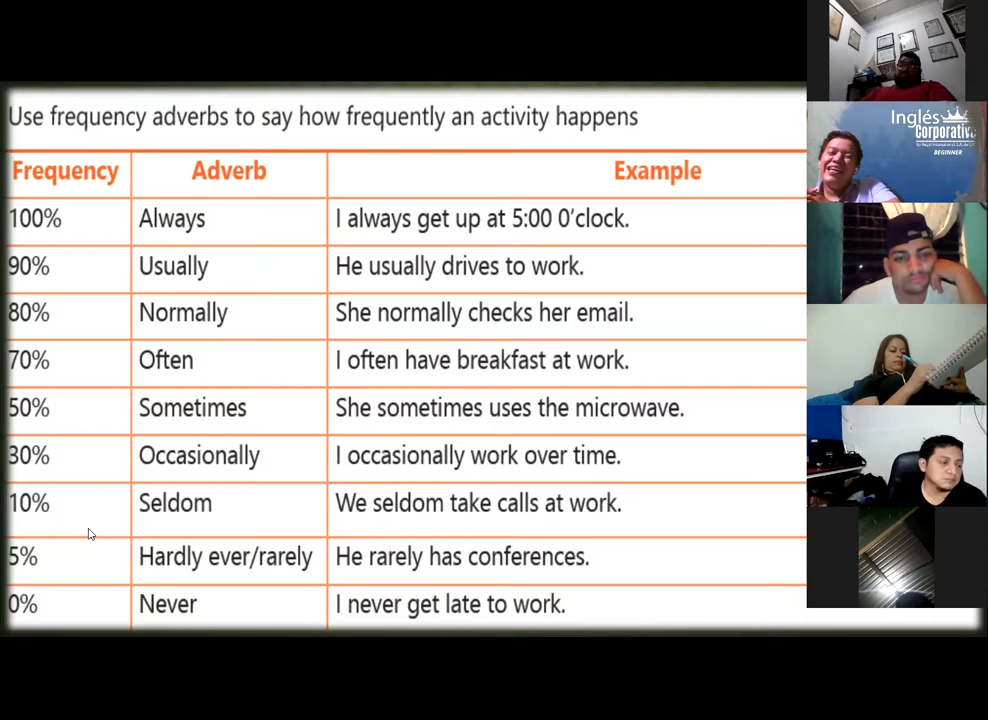 Use frequency adverbs to say how frequently an activity happens
Frequency Adverb Example
100% Always I always get up at 5:00 0'clock.
90% Usually He usually drives to work.
80% Normally She normally checks her email.
70% Often I often have breakfast at work.
50% Sometimes She sometimes uses the microwave.
30% Occasionally I occasionally work over time.
10% Seldom We seldom take calls at work.
5% Hardly ever/rarely He rarely has conferences.
0% Never I never get late to work.
Inglés
Corporativ
BEGINNER